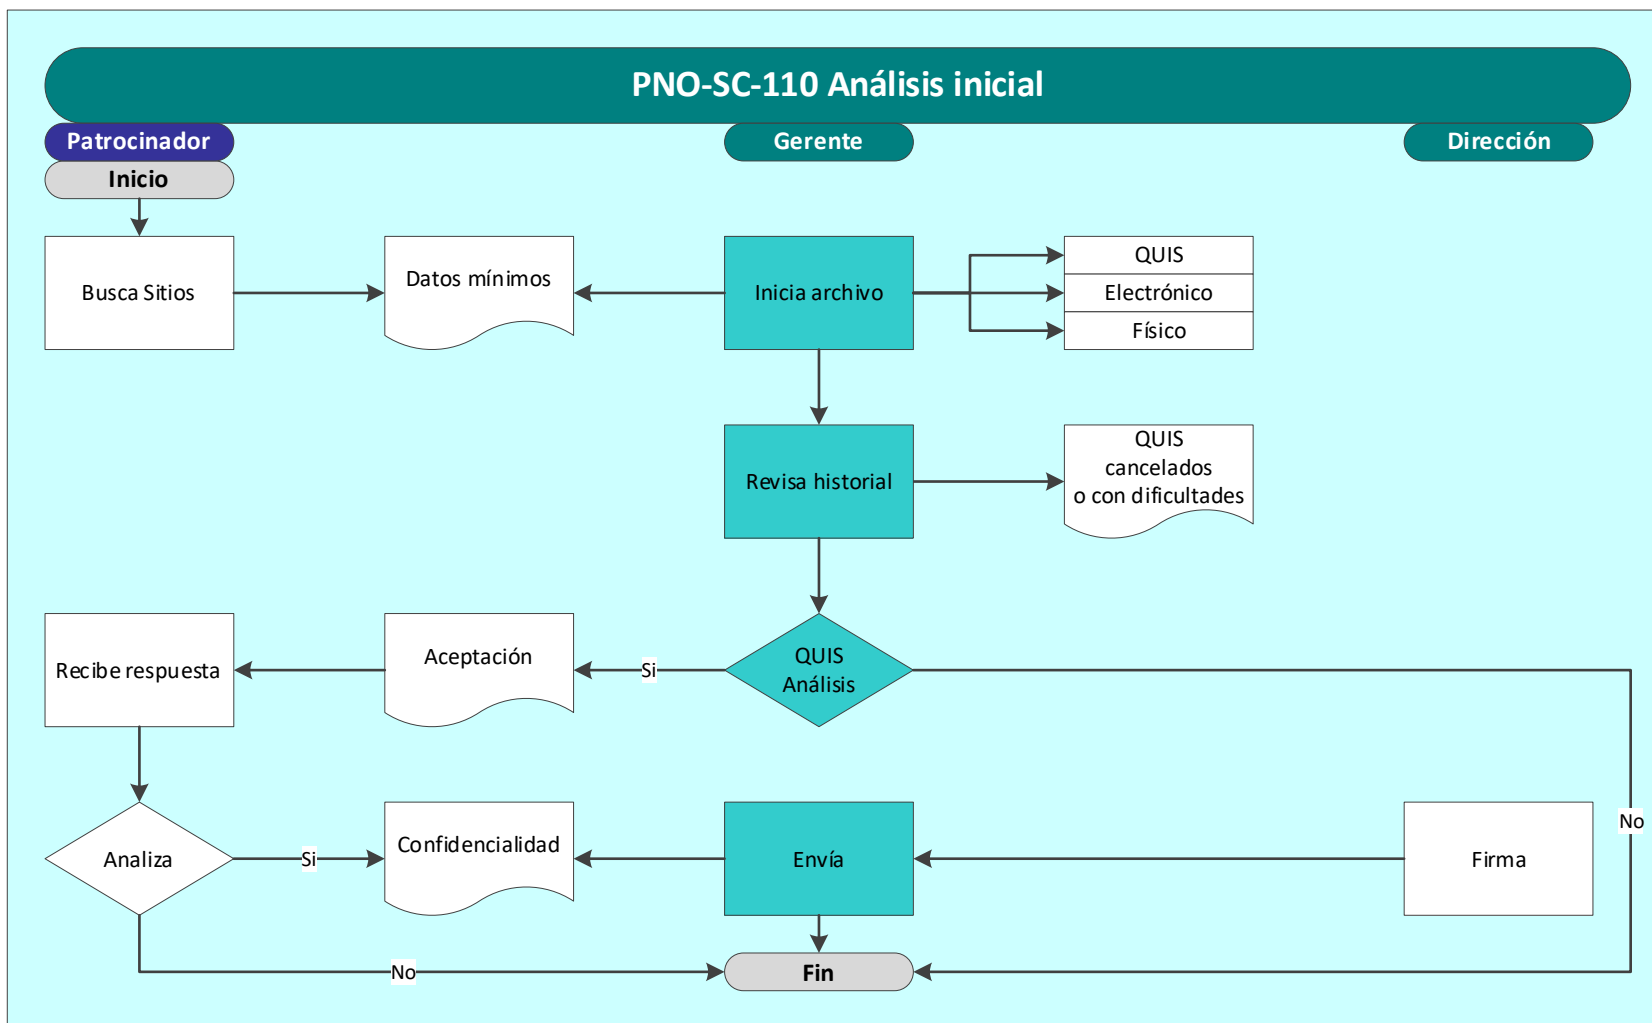 PNO-SC-110 Análisis inicial
Patrocinador
Gerente
Dirección
Inicio
Busca Sitios
Datos mínimos
Inicia archivo
QUIS
Electrónico
Físico
Revisa historial
QUIS
cancelados
o con dificultades
Recibe respuesta
Aceptación
Si
QUIS
Análisis
No
Analiza
Si
Confidencialidad
Envía
Firma
No
Fin